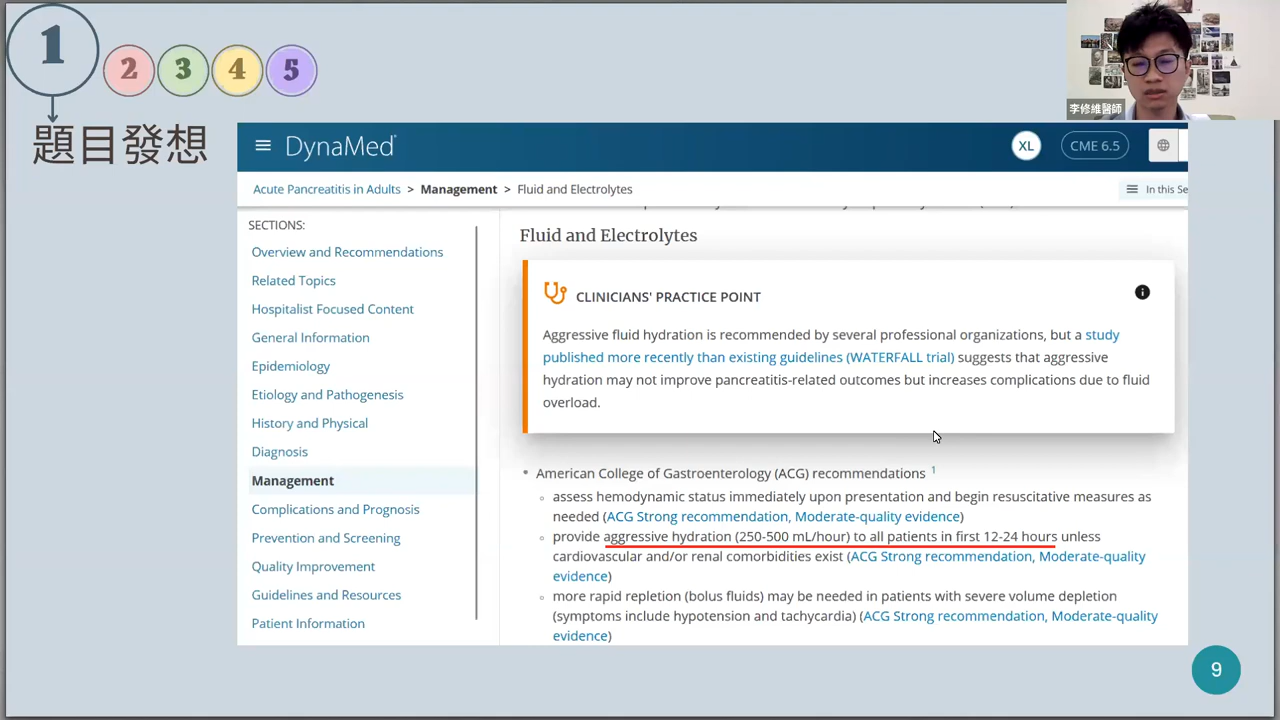 1
2
3
4
5
題目發想
李修維醫師
DynaMed
XL
CME 6.5
Acute Pancreatitis in Adults > Management > Fluid and Electrolytes
In this Se
SECTIONS:
Overview and Recommendations
Related Topics
Hospitalist Focused Content
General Information
Epidemiology
Etiology and Pathogenesis
History and Physical
Diagnosis
Management
Complications and Prognosis
Prevention and Screening
Quality Improvement
Guidelines and Resources
Patient Information
Fluid and Electrolytes
CLINICIANS' PRACTICE POINT
Aggressive fluid hydration is recommended by several professional organizations, but a study
published more recently than existing guidelines (WATERFALL trial) suggests that aggressive
hydration may not improve pancreatitis-related outcomes but increases complications due to fluid
overload.
American College of Gastroenterology (ACG) recommendations 1
assess hemodynamic status immediately upon presentation and begin resuscitative measures as
needed (ACG Strong recommendation, Moderate-quality evidence)
provide aggressive hydration (250-500 mL/hour) to all patients in first 12-24 hours unless
cardiovascular and/or renal comorbidities exist (ACG Strong recommendation, Moderate-quality
evidence)
more rapid repletion (bolus fluids) may be needed in patients with severe volume depletion
(symptoms include hypotension and tachycardia) (ACG Strong recommendation, Moderate-quality
evidence)
9